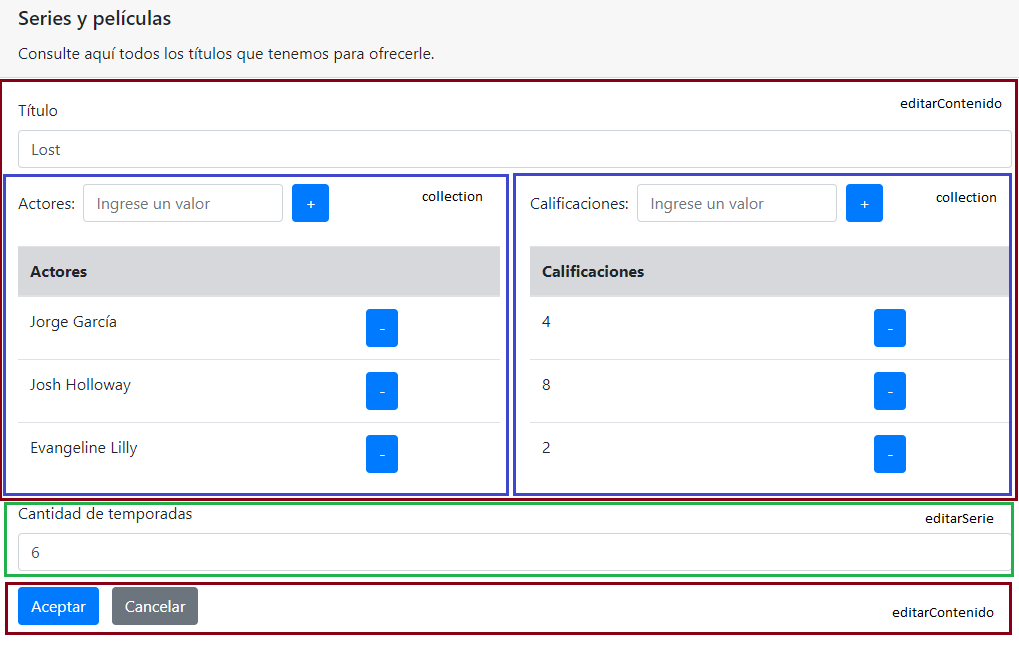 Series y películas
Consulte aquí todos los títulos que tenemos para ofrecerle.
editarContenido
Título
Lost
Actores: Ingrese un valor + collection
Calificaciones: Ingrese un valor + collection
Actores
Jorge García -
Josh Holloway -
Evangeline Lilly -
Calificaciones
4 -
8 -
2 -
Cantidad de temporadas
editarSerie
6
Aceptar Cancelar
editarContenido